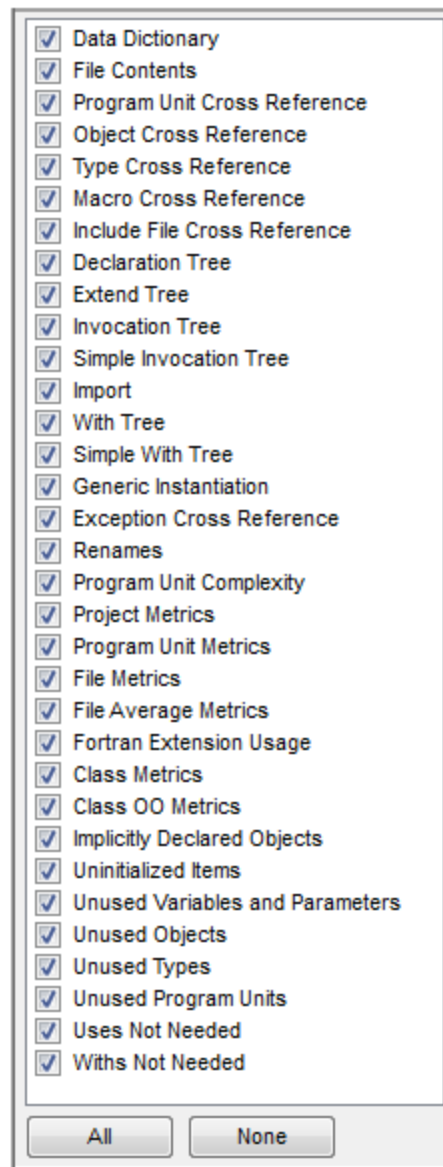 Data Dictionary
File Contents
Program Unit Cross Reference
Object Cross Reference
Type Cross Reference
Macro Cross Reference
Include File Cross Reference
Declaration Tree
Extend Tree
Invocation Tree
Simple Invocation Tree
Import
With Tree
Simple With Tree
Generic Instantiation
Exception Cross Reference
Renames
Program Unit Complexity
Project Metrics
Program Unit Metrics
File Metrics
File Average Metrics
Fortran Extension Usage
Class Metrics
Class OO Metrics
Implicitly Declared Objects
Uninitialized Items
Unused Variables and Parameters
Unused Objects
Unused Types
Unused Program Units
Uses Not Needed
Withs Not Needed
All None